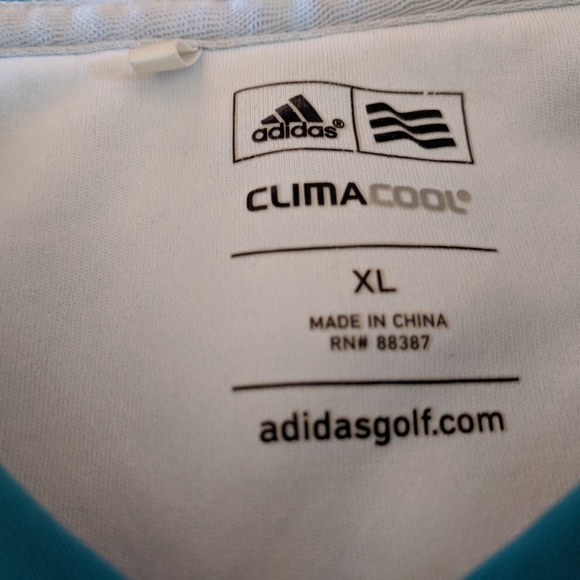 adidas®
CLIMACOOL®
XL
MADE IN CHINA
RN# 88387
adidasgolf.com